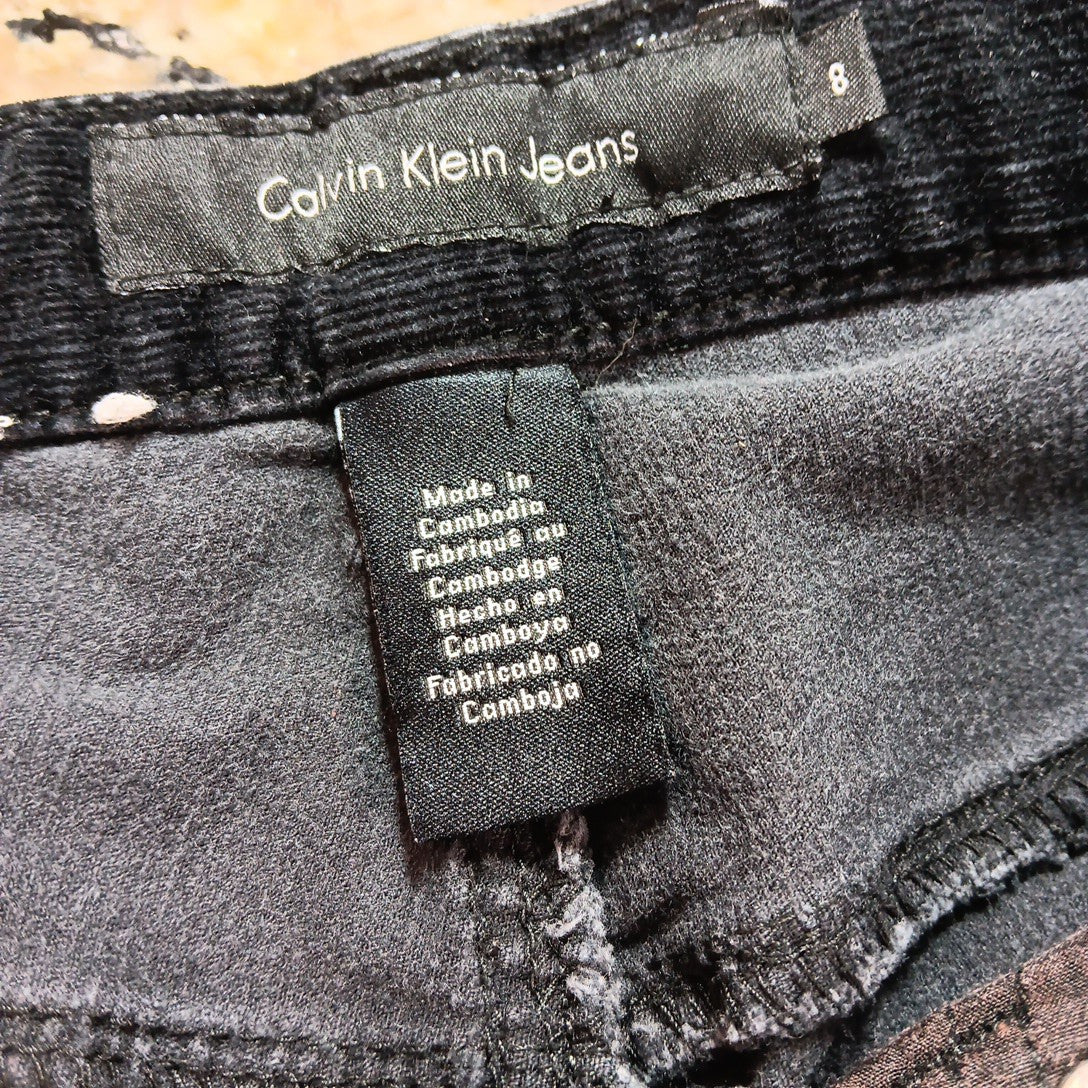 Calvin Klein Jeans
8
Made in
Cambodia
Fabriqué au
Cambodge
Hecho en
Camboya
Fabricado no
Camboja